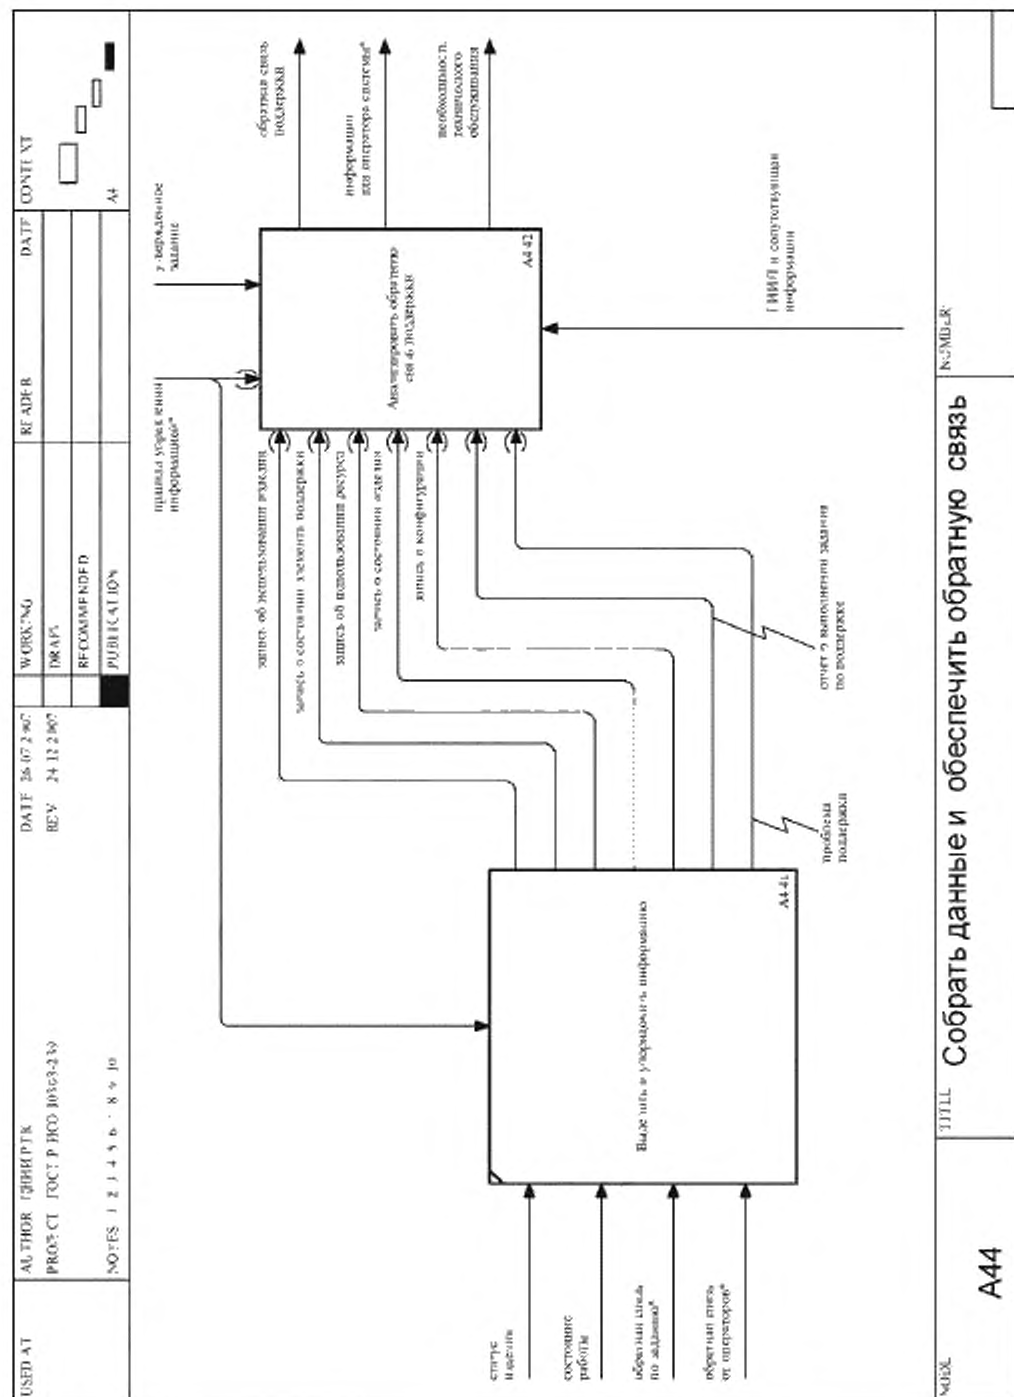 USED AT
AUTHOR
PROJECT ГОСТ Р ИСО 10303-239
NOTES 1 2 3 4 5 6 7 8 9 10
DATE 26 07 2007
REV 24 12 2007
WORKING
DRAFT
RECOMMENDED
PUBLICATION
READER
DATE
CONTEXT
A4
правила управления
информацией*
утвержденное
задание
обратная связь
поддержки
информация
для оператора системы*
необходимость
технического
обслуживания
Анализировать обратную
связь поддержки
A442
и сопутствующая
информация
запись об использовании изделия
запись о состоянии элемента поддержки
запись об использовании ресурса
запись о состоянии изделия
запись о конфигурации
отчет о выполнении задания
по поддержке
проблема
поддержки
Выделить и упорядочить информацию
A441
статус
изделия
состояние
работы
обратная связь
по заданию*
обратная связь
от операторов*
A44
TITLE
Собрать данные и обеспечить обратную связь
NUMBER